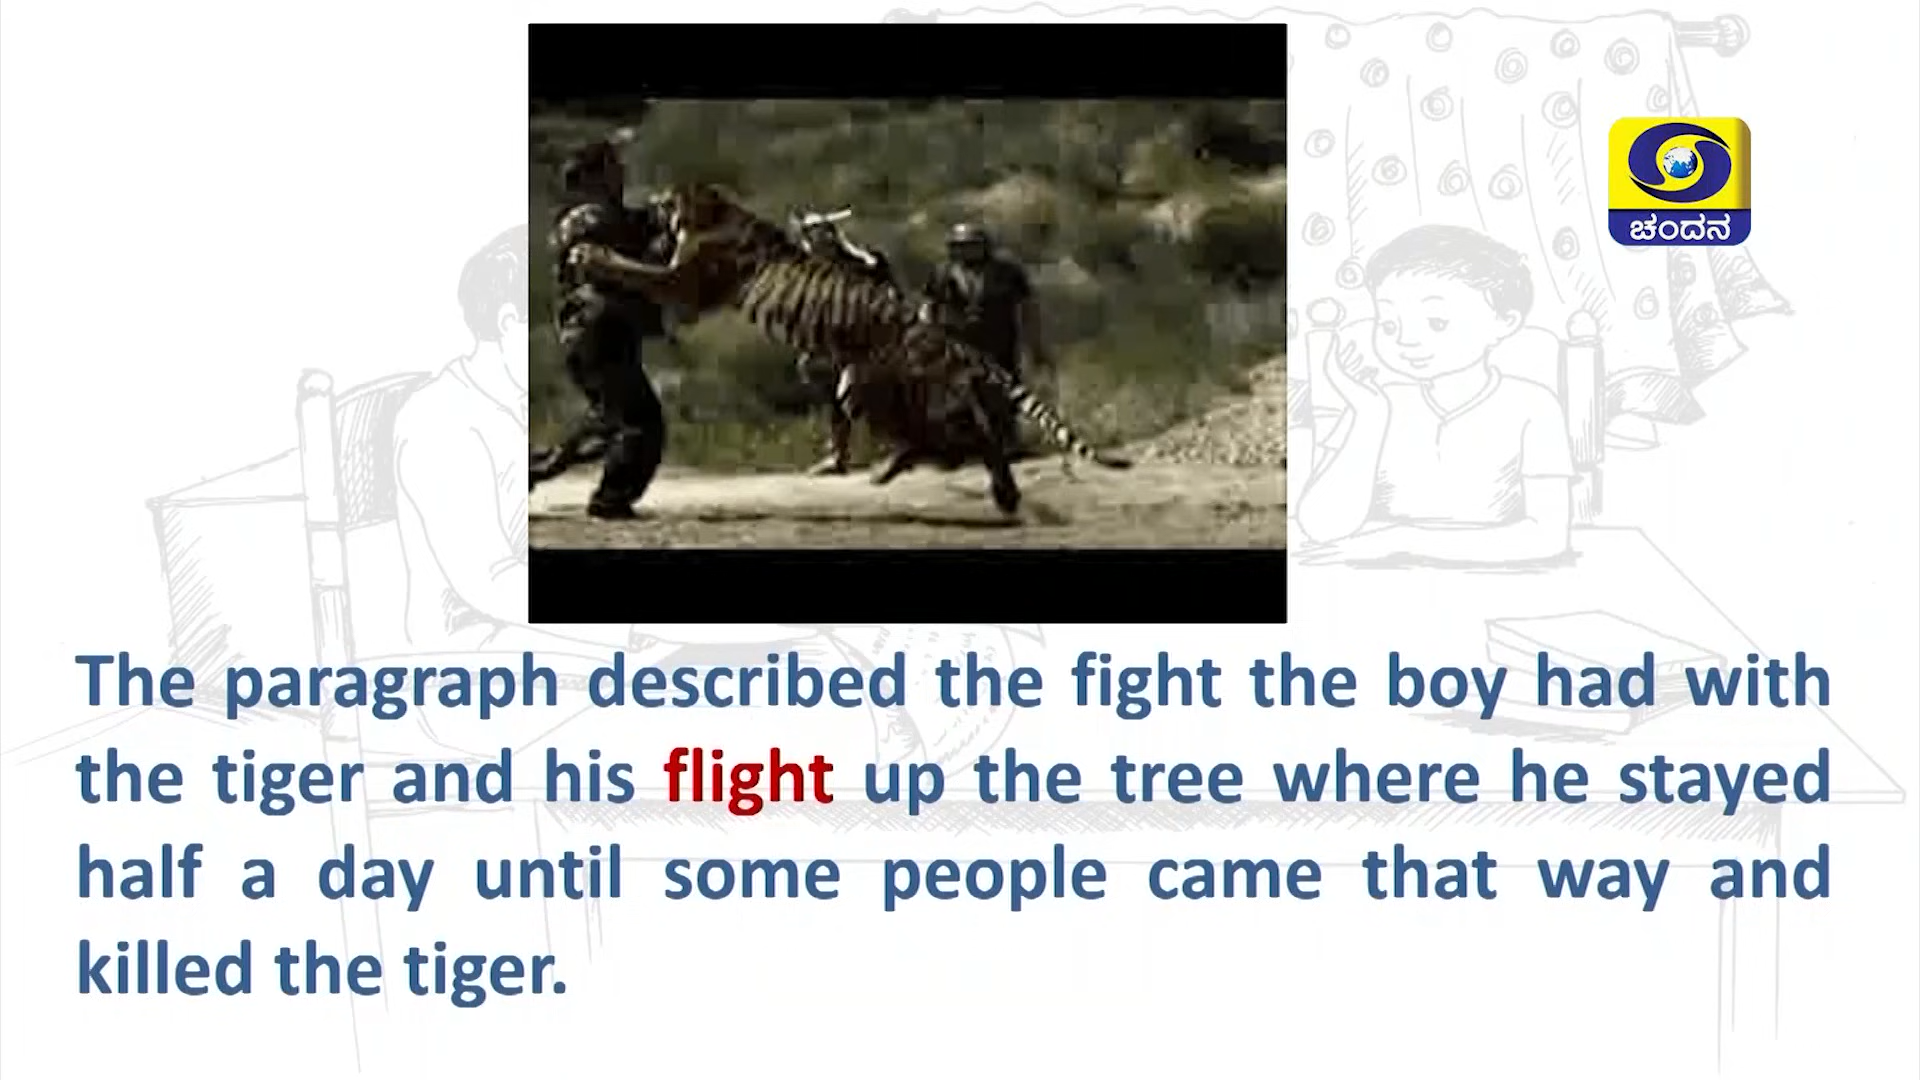 ಚಂದನ
The paragraph described the fight the boy had with
the tiger and his flight up the tree where he stayed
half a day until some people came that way and
killed the tiger.